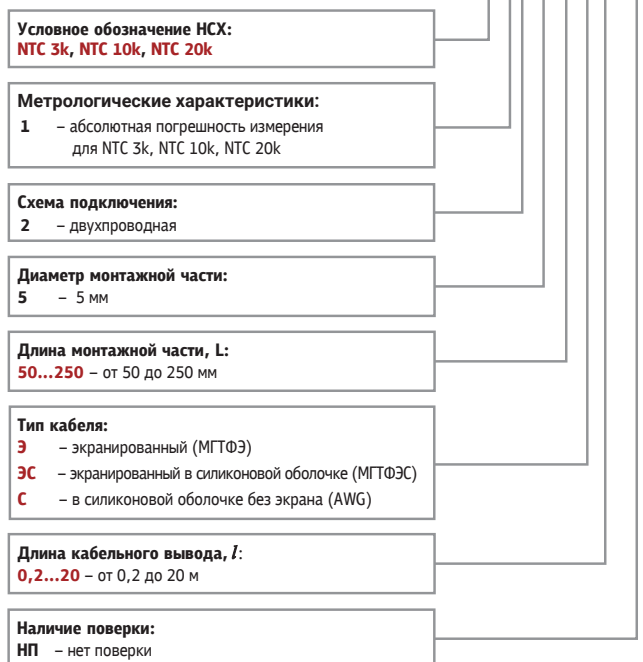 Условное обозначение НСХ:
NTC 3k, NTC 10k, NTC 20k
Метрологические характеристики:
1 – абсолютная погрешность измерения
для NTC 3k, NTC 10k, NTC 20k
Схема подключения:
2 – двухпроводная
Диаметр монтажной части:
5 – 5 мм
Длина монтажной части, L:
50...250 – от 50 до 250 мм
Тип кабеля:
Э – экранированный (МГТФЭ)
ЭС – экранированный в силиконовой оболочке (МГТФЭС)
С – в силиконовой оболочке без экрана (AWG)
Длина кабельного вывода, l:
0,2...20 – от 0,2 до 20 м
Наличие поверки:
НП – нет поверки